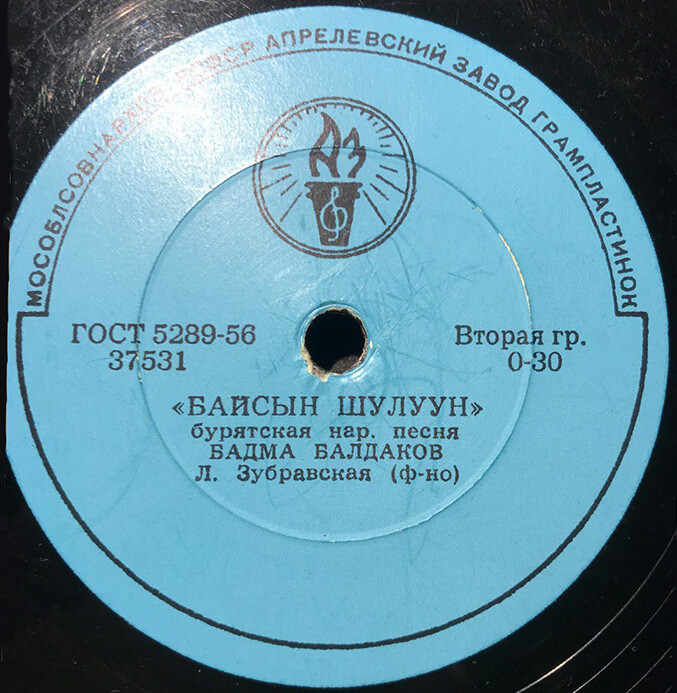 МОСОБЛСОВНАРХОЗ РСФСР АПРЕЛЕВСКИЙ ЗАВОД ГРАМПЛАСТИНОК
ГОСТ 5289-56
37531
Вторая гр.
0-30
«БАЙСЫН ШУЛУУН»
бурятская нар. песня
БАДМА БАЛДАКОВ
Л. Зубравская (ф-но)